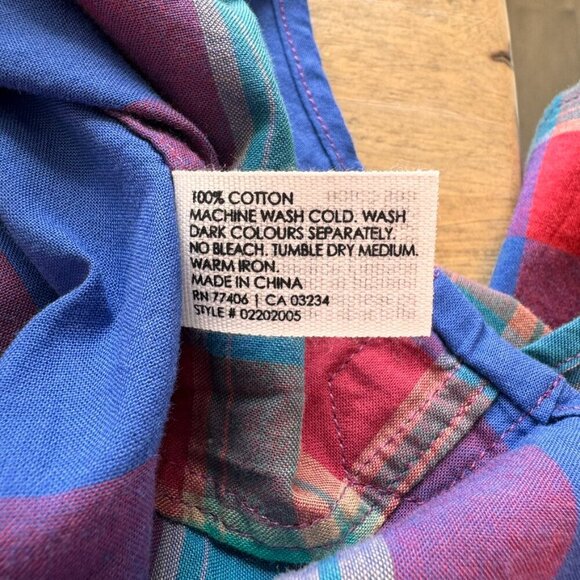 100% COTTON
MACHINE WASH COLD. WASH
DARK COLOURS SEPARATELY.
NO BLEACH. TUMBLE DRY MEDIUM.
WARM IRON.
MADE IN CHINA
RN 77406 | CA 03234
STYLE # 02202005